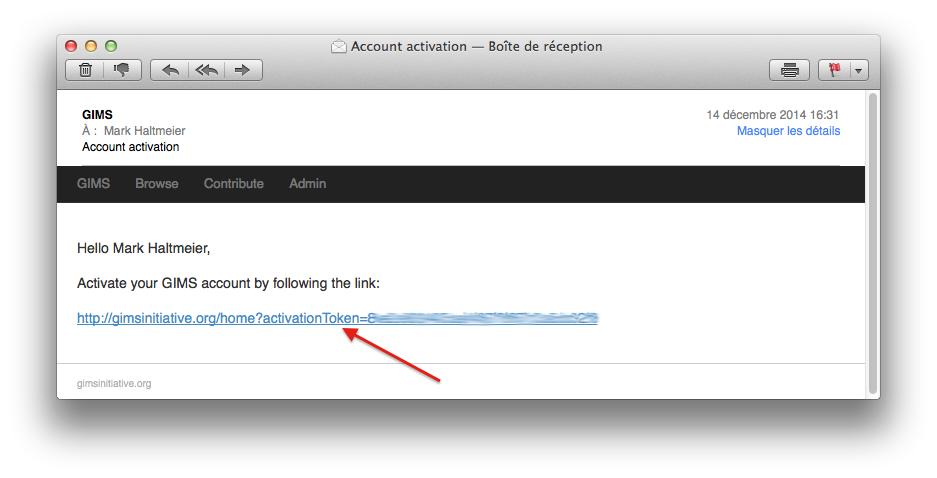 Account activation — Boîte de réception
GIMS
14 décembre 2014 16:31
À : Mark Haltmeier
Masquer les détails
Account activation
GIMS Browse Contribute Admin
Hello Mark Haltmeier,
Activate your GIMS account by following the link:
http://gimsinitiative.org/home?activationToken=8
gimsinitiative.org